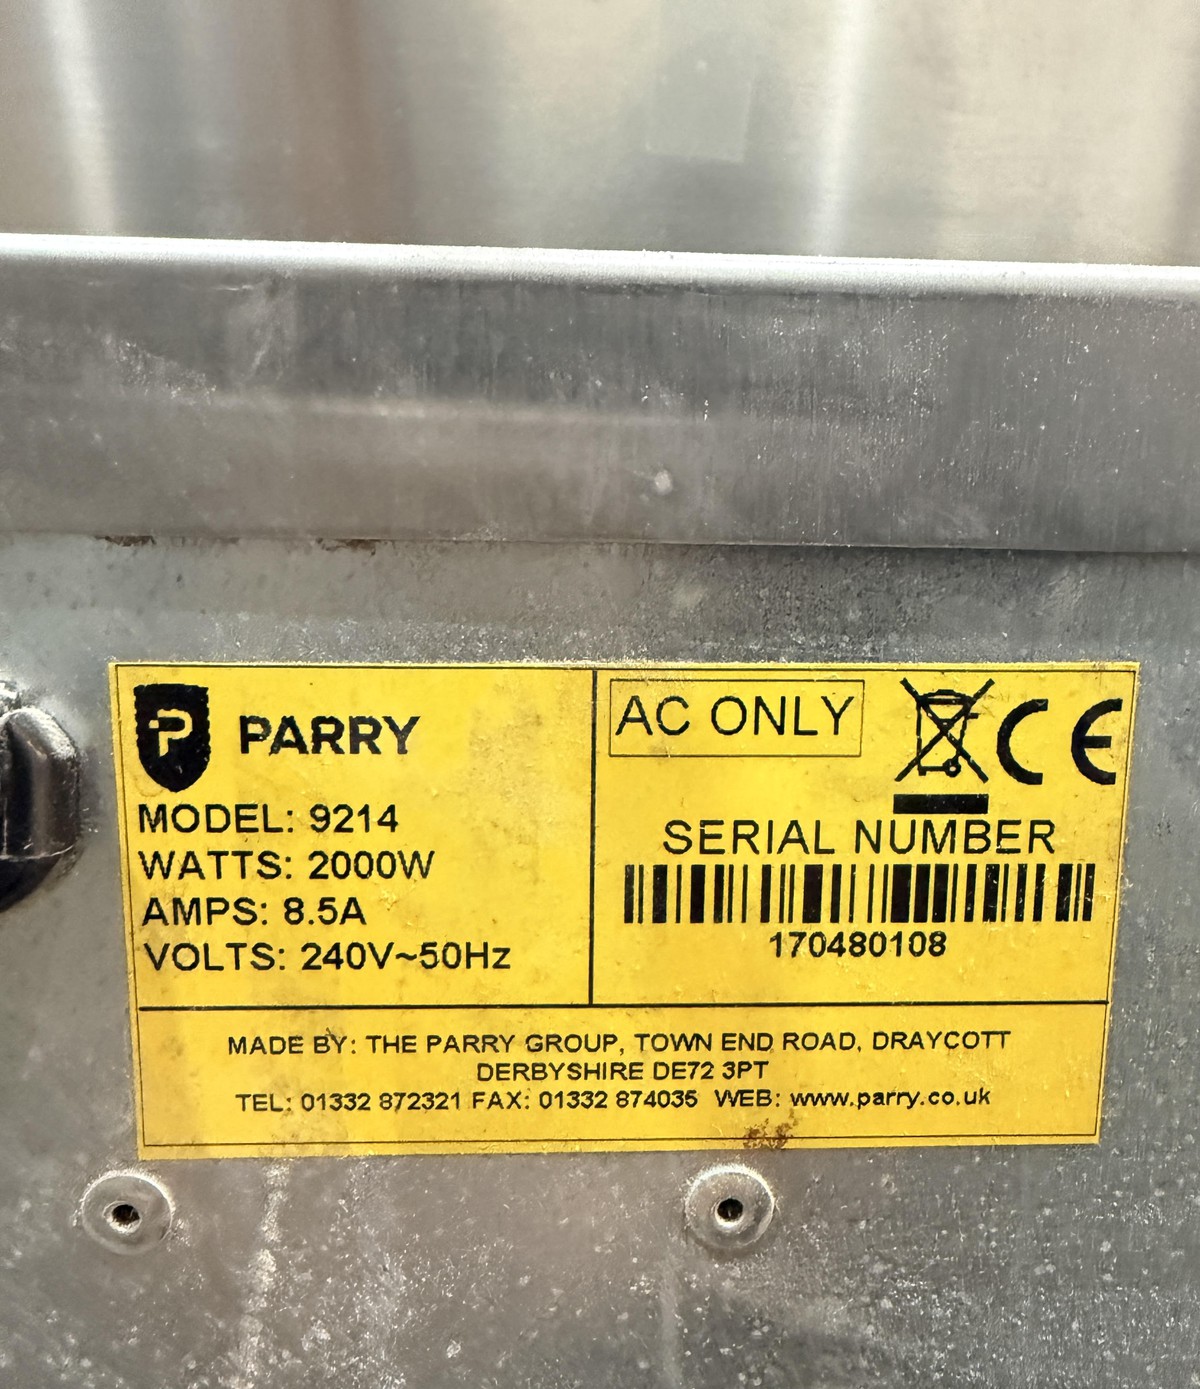 P PARRY
MODEL: 9214
WATTS: 2000W
AMPS: 8.5A
VOLTS: 240V~50Hz
AC ONLY
CE
SERIAL NUMBER
170480108
MADE BY: THE PARRY GROUP, TOWN END ROAD, DRAYCOTT
DERBYSHIRE DE72 3PT
TEL: 01332 872321 FAX: 01332 874035 WEB: www.parry.co.uk